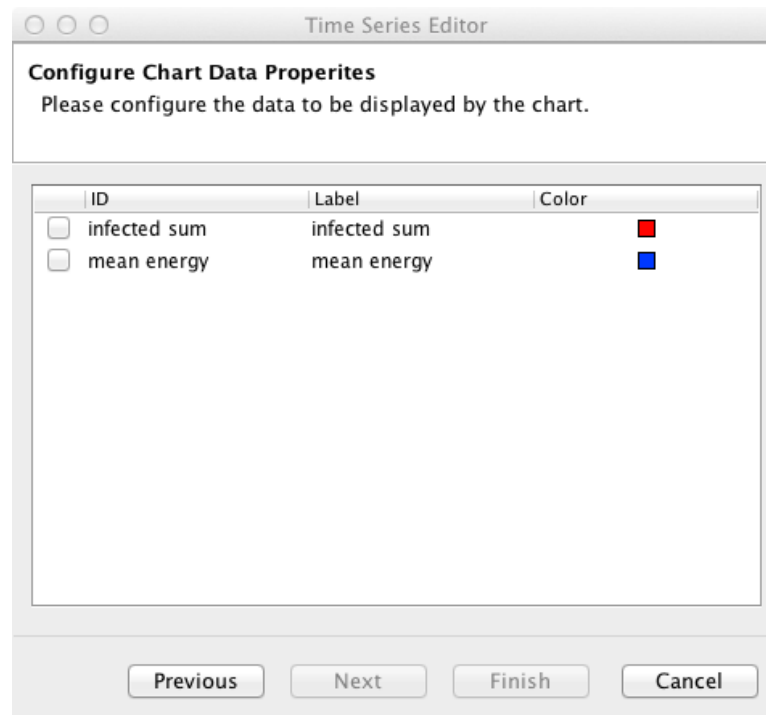 Time Series Editor
Configure Chart Data Properites
Please configure the data to be displayed by the chart.
ID Label Color
infected sum infected sum
mean energy mean energy
Previous Next Finish Cancel